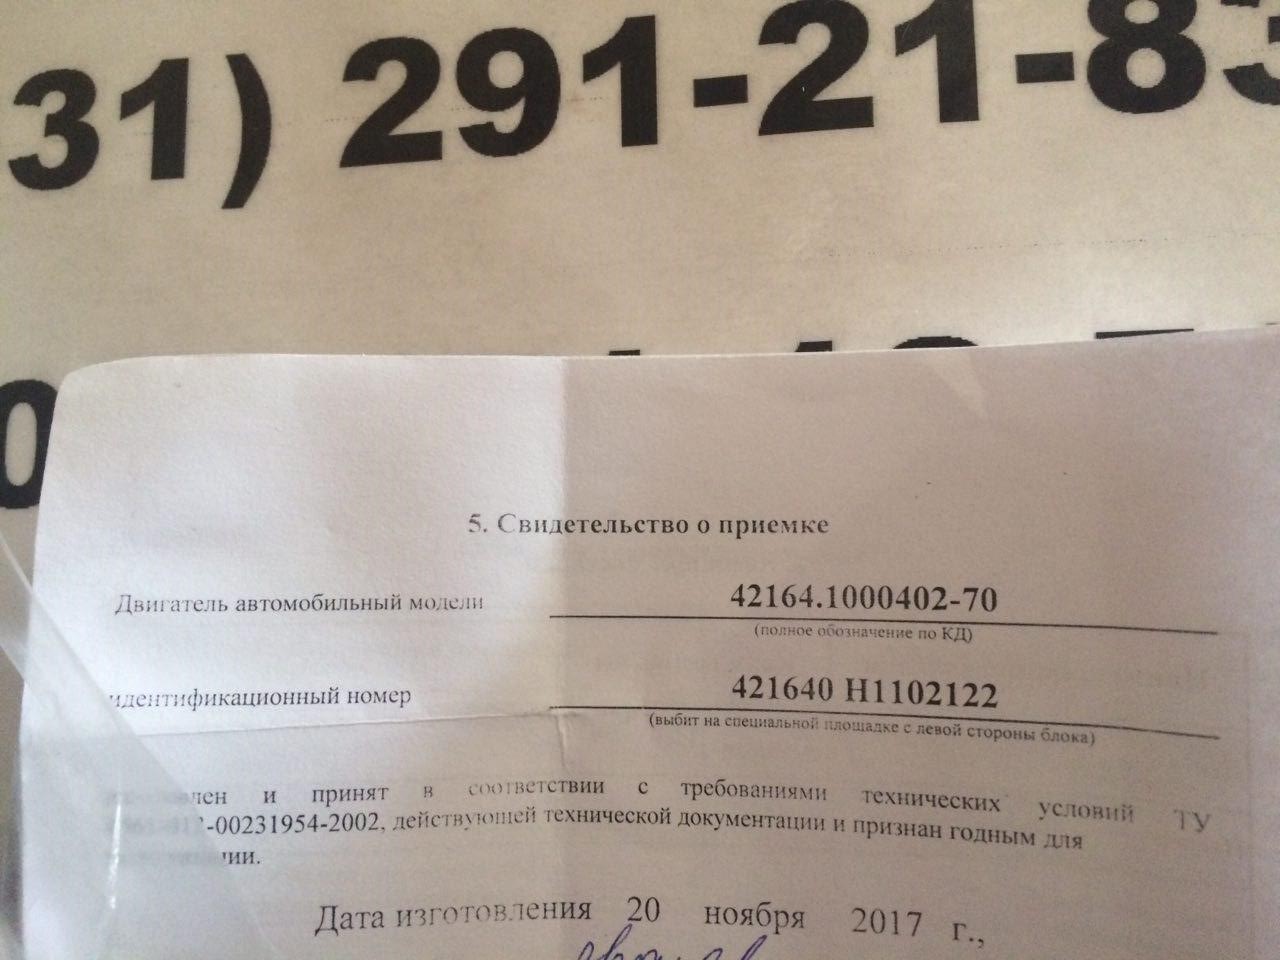 31) 291-21-83
5. Свидетельство о приемке
Двигатель автомобильный модели 42164.1000402-70
(полное обозначение по КД)
идентификационный номер 421640 Н1102122
(выбит на специальной площадке с левой стороны блока)
и принят в соответствии с требованиями технических условий ТУ
-00231954-2002, действующей технической документации и признан годным для
Дата изготовления 20 ноября 2017 г.,